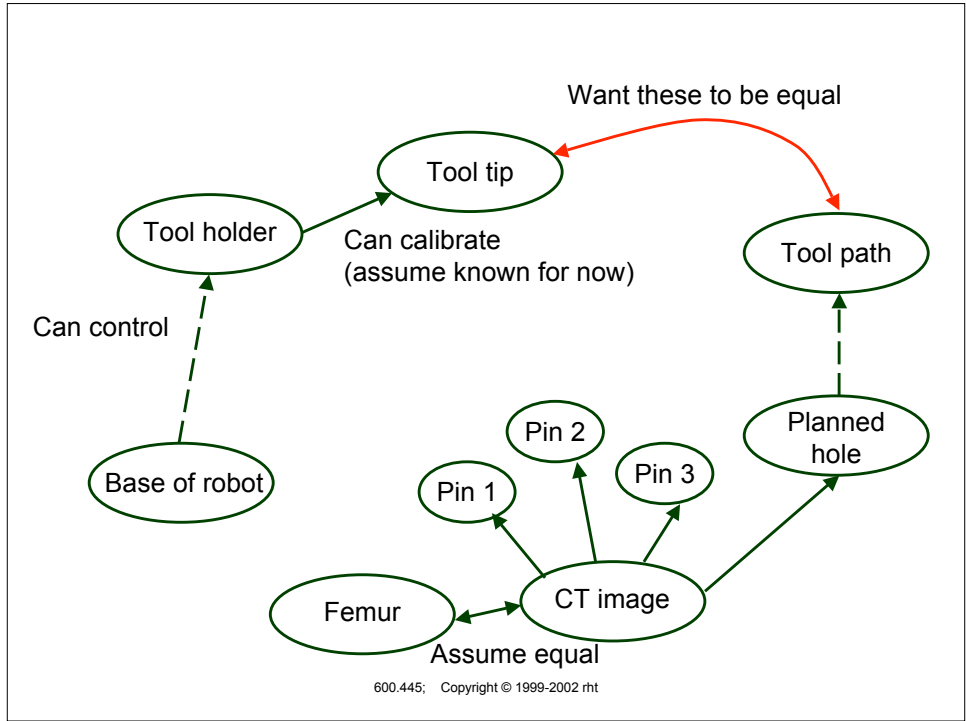 Want these to be equal
Tool tip
Tool holder
Can calibrate
(assume known for now)
Tool path
Can control
Pin 2
Planned
hole
Base of robot
Pin 1
Pin 3
Femur
CT image
Assume equal
600.445; Copyright © 1999-2002 rht